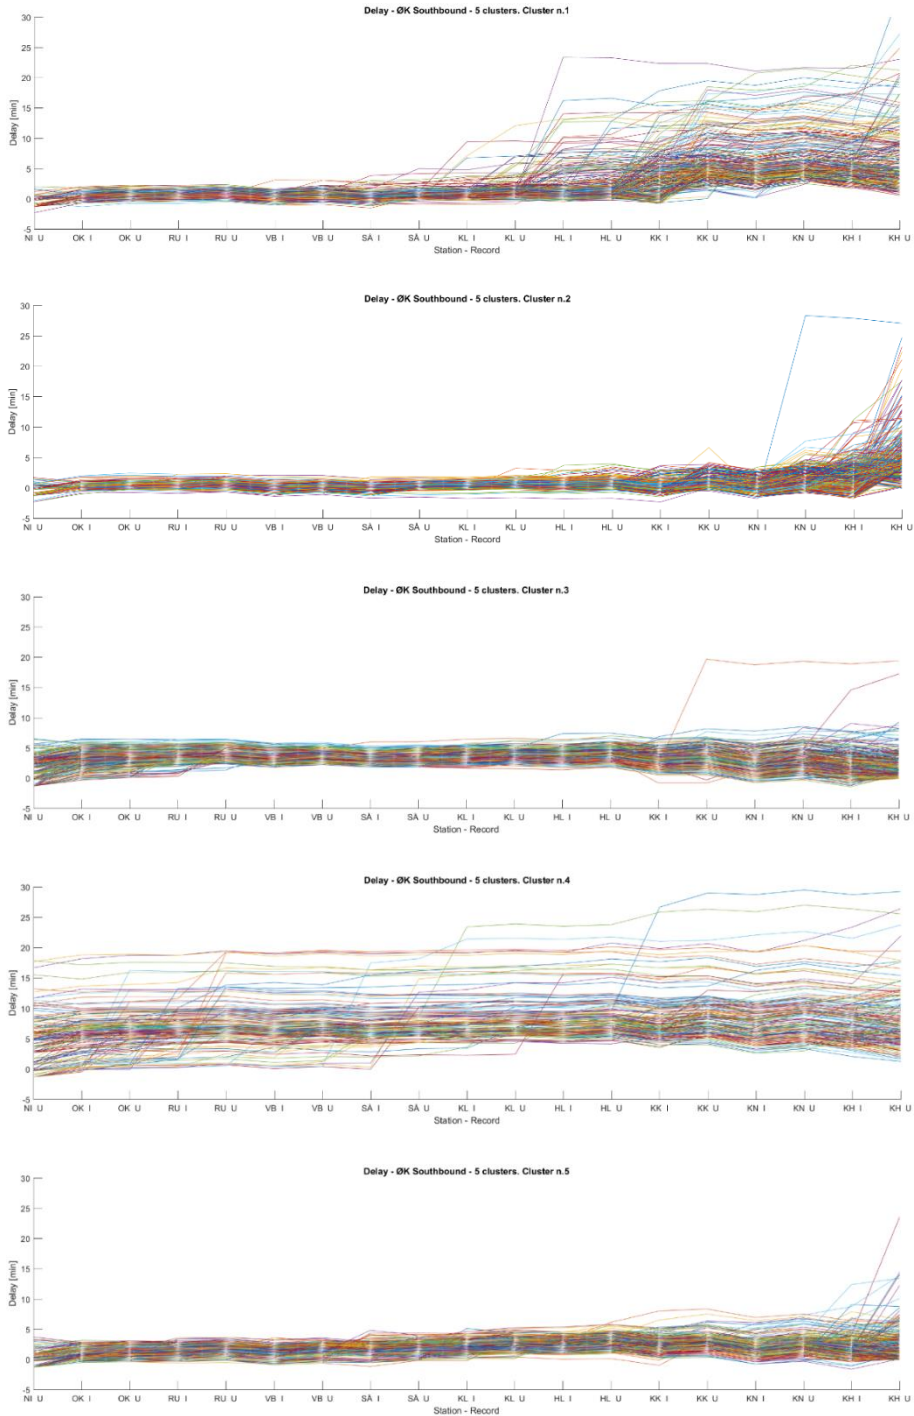 Delay - ØK Southbound - 5 clusters. Cluster n.1
30
25
20
15
10
5
0
-5
Delay [min]
NI U OK I OK U RU I RU U VB I VB U SÅ I SÅ U KL I KL U HL I HL U KK I KK U KN I KN U KH I KH U
Station - Record
Delay - ØK Southbound - 5 clusters. Cluster n.2
30
25
20
15
10
5
0
-5
Delay [min]
NI U OK I OK U RU I RU U VB I VB U SÅ I SÅ U KL I KL U HL I HL U KK I KK U KN I KN U KH I KH U
Station - Record
Delay - ØK Southbound - 5 clusters. Cluster n.3
30
25
20
15
10
5
0
-5
Delay [min]
NI U OK I OK U RU I RU U VB I VB U SÅ I SÅ U KL I KL U HL I HL U KK I KK U KN I KN U KH I KH U
Station - Record
Delay - ØK Southbound - 5 clusters. Cluster n.4
30
25
20
15
10
5
0
-5
Delay [min]
NI U OK I OK U RU I RU U VB I VB U SÅ I SÅ U KL I KL U HL I HL U KK I KK U KN I KN U KH I KH U
Station - Record
Delay - ØK Southbound - 5 clusters. Cluster n.5
30
25
20
15
10
5
0
-5
Delay [min]
NI U OK I OK U RU I RU U VB I VB U SÅ I SÅ U KL I KL U HL I HL U KK I KK U KN I KN U KH I KH U
Station - Record